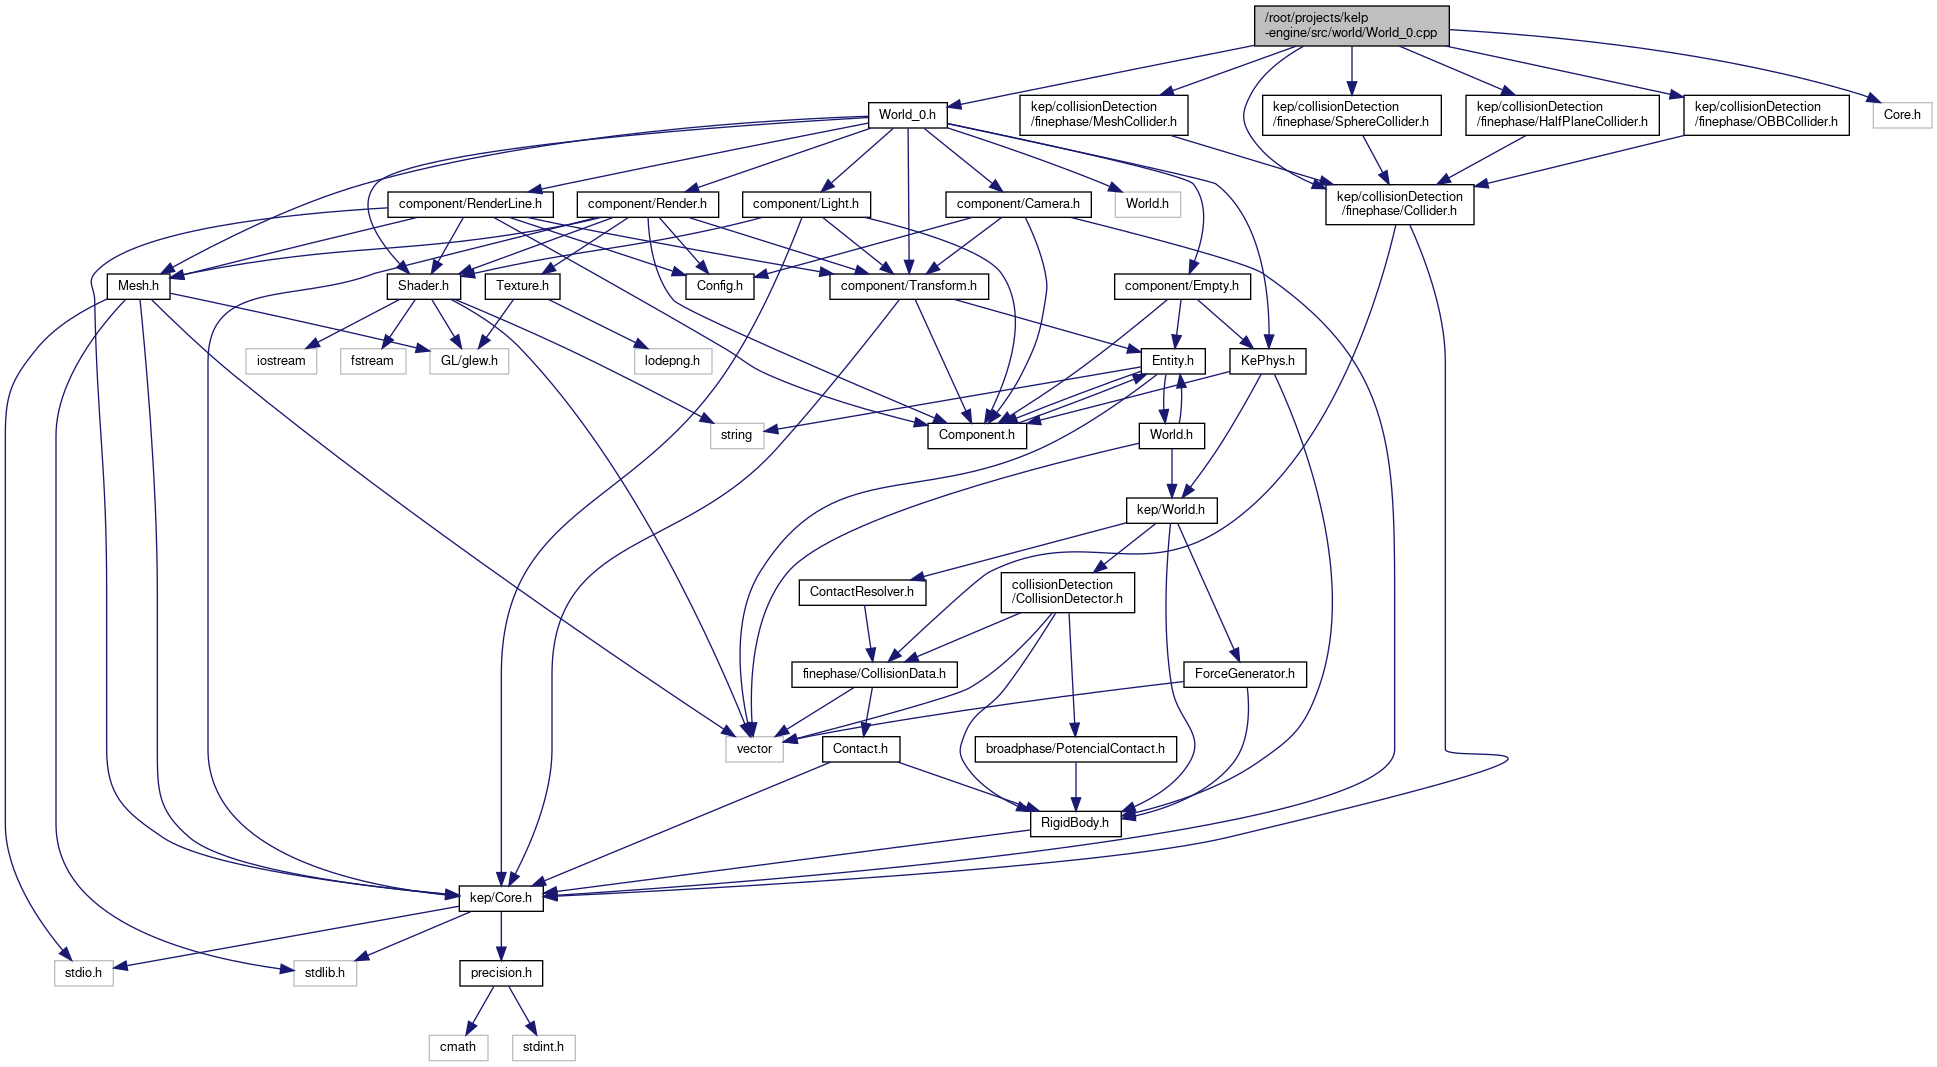 /root/projects/kelp
-engine/src/world/World_0.cpp
World_0.h
kep/collisionDetection
/finephase/MeshCollider.h
kep/collisionDetection
/finephase/SphereCollider.h
kep/collisionDetection
/finephase/HalfPlaneCollider.h
kep/collisionDetection
/finephase/OBBCollider.h
Core.h
component/RenderLine.h
component/Render.h
component/Light.h
component/Camera.h
World.h
kep/collisionDetection
/finephase/Collider.h
Mesh.h
Shader.h
Texture.h
Config.h
component/Transform.h
component/Empty.h
iostream
fstream
GL/glew.h
lodepng.h
Entity.h
KePhys.h
string
Component.h
World.h
kep/World.h
ContactResolver.h
collisionDetection
/CollisionDetector.h
finephase/CollisionData.h
ForceGenerator.h
vector
Contact.h
broadphase/PotencialContact.h
RigidBody.h
kep/Core.h
stdio.h
stdlib.h
precision.h
cmath
stdint.h